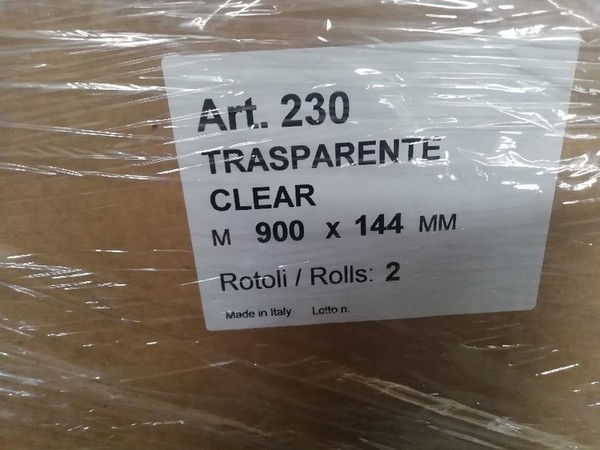 Art. 230
TRASPARENTE
CLEAR
M 900 x 144 MM
Rotoli / Rolls: 2
Made in Italy Lotto n.